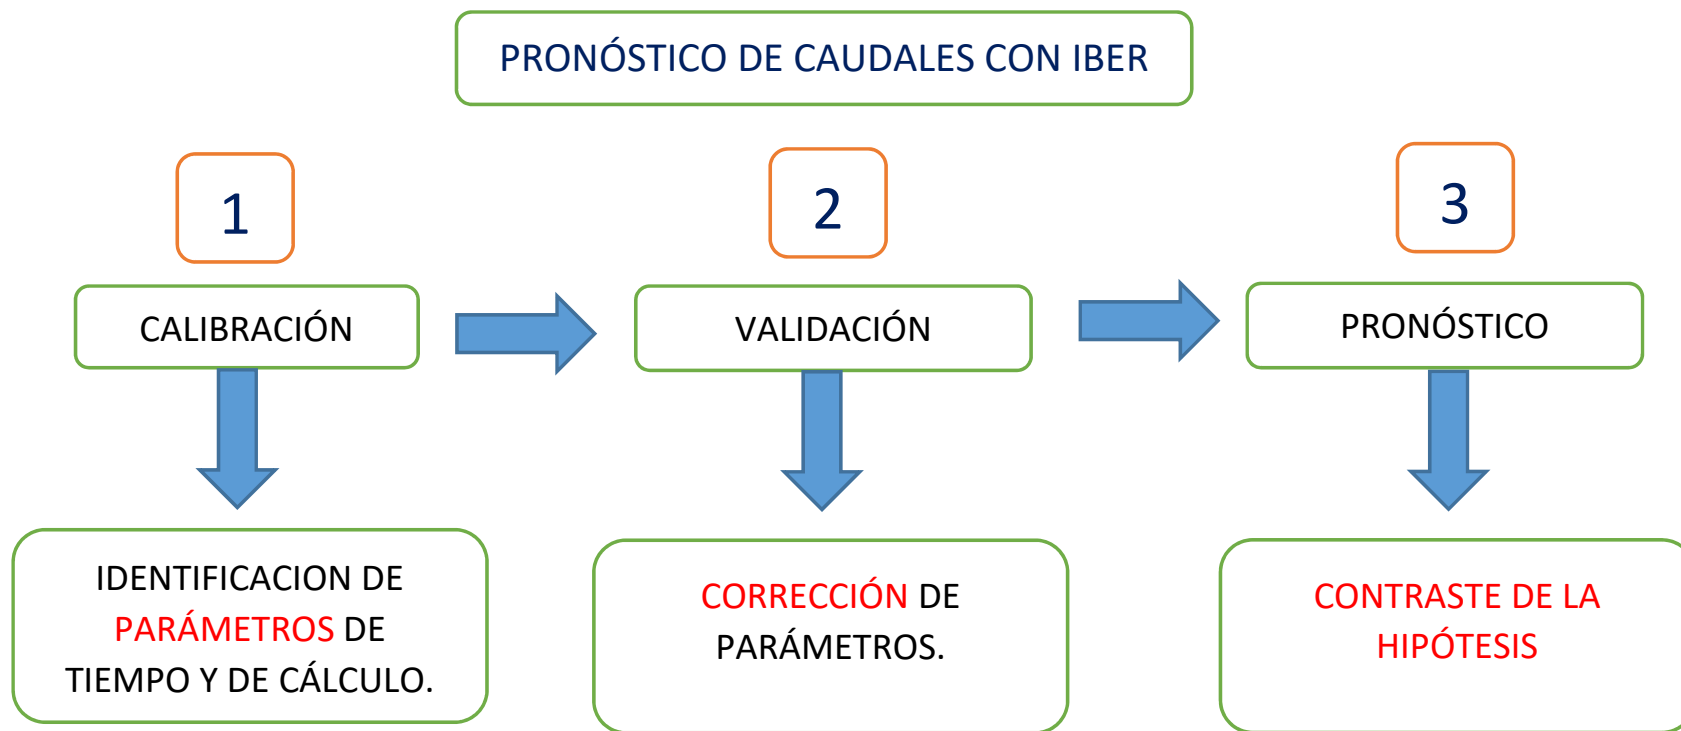 PRONÓSTICO DE CAUDALES CON IBER
1
2
3
CALIBRACIÓN
VALIDACIÓN
PRONÓSTICO
IDENTIFICACION DE
PARÁMETROS DE
TIEMPO Y DE CÁLCULO.
CORRECCIÓN DE
PARÁMETROS.
CONTRASTE DE LA
HIPÓTESIS